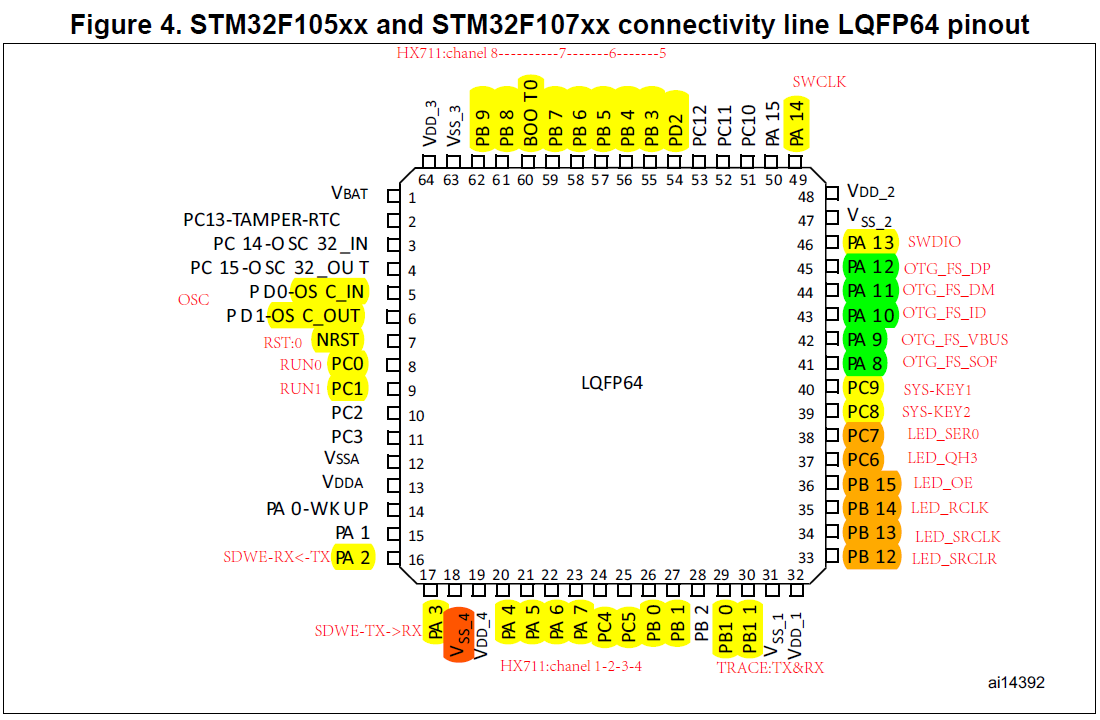 Figure 4. STM32F105xx and STM32F107xx connectivity line LQFP64 pinout
HX711:chanel 8----------7-------6-------5
SWCLK
VDD_3
VSS_3
PB 9
PB 8
BOO T0
PB 7
PB 6
PB 5
PB 4
PB 3
PD2
PC12
PC11
PC10
PA 15
PA 14
64 63 62 61 60 59 58 57 56 55 54 53 52 51 50 49
VBAT 1
PC13-TAMPER-RTC 2
PC 14-O SC 32 _IN 3
PC 15-O SC 32 _OU T 4
OSC
P D0-OS C_IN 5
P D1-OS C_OUT 6
RST:0 NRST 7
RUN0 PC0 8
RUN1 PC1 9
PC2 10
PC3 11
VSSA 12
VDDA 13
PA 0-WK UP 14
PA 1 15
SDWE-RX<-TX PA 2 16
LQFP64
48 VDD_2
47 VSS_2
46 PA 13 SWDIO
45 PA 12 OTG_FS_DP
44 PA 11 OTG_FS_DM
43 PA 10 OTG_FS_ID
42 PA 9 OTG_FS_VBUS
41 PA 8 OTG_FS_SOF
40 PC9 SYS-KEY1
39 PC8 SYS-KEY2
38 PC7 LED_SER0
37 PC6 LED_QH3
36 PB 15 LED_OE
35 PB 14 LED_RCLK
34 PB 13 LED_SRCLK
33 PB 12 LED_SRCLR
17 18 19 20 21 22 23 24 25 26 27 28 29 30 31 32
SDWE-TX->RX
PA 3
VSS_4
VDD_4
PA 4
PA 5
PA 6
PA 7
PC4
PC5
PB 0
PB 1
PB 2
PB1 0
PB1 1
VSS_1
VDD_1
HX711:chanel 1-2-3-4
TRACE:TX&RX
ai14392